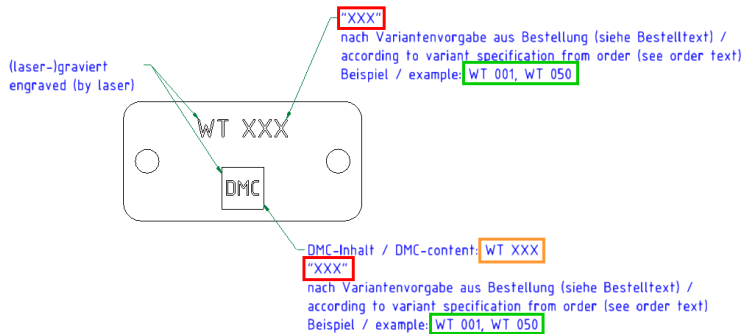 "XXX"
nach Variantenvorgabe aus Bestellung (siehe Bestelltext) /
according to variant specification from order (see order text)
Beispiel / example: WT 001, WT 050
(laser-)graviert
engraved (by laser)
WT XXX
DMC
DMC-Inhalt / DMC-content: WT XXX
"XXX"
nach Variantenvorgabe aus Bestellung (siehe Bestelltext) /
according to variant specification from order (see order text)
Beispiel / example: WT 001, WT 050